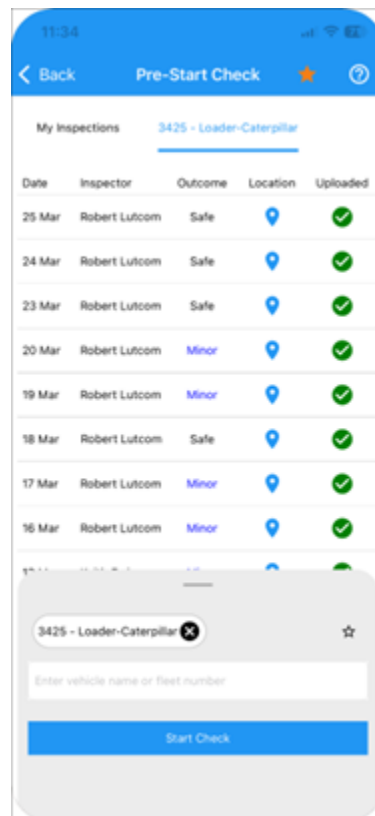 11:34
Back Pre-Start Check
My Inspections 3425 - Loader-Caterpillar
Date Inspector Outcome Location Uploaded
25 Mar Robert Lutcom Safe
24 Mar Robert Lutcom Safe
23 Mar Robert Lutcom Safe
20 Mar Robert Lutcom Minor
19 Mar Robert Lutcom Minor
18 Mar Robert Lutcom Safe
17 Mar Robert Lutcom Minor
16 Mar Robert Lutcom Minor
3425 - Loader-Caterpillar
Enter vehicle name or fleet number
Start Check